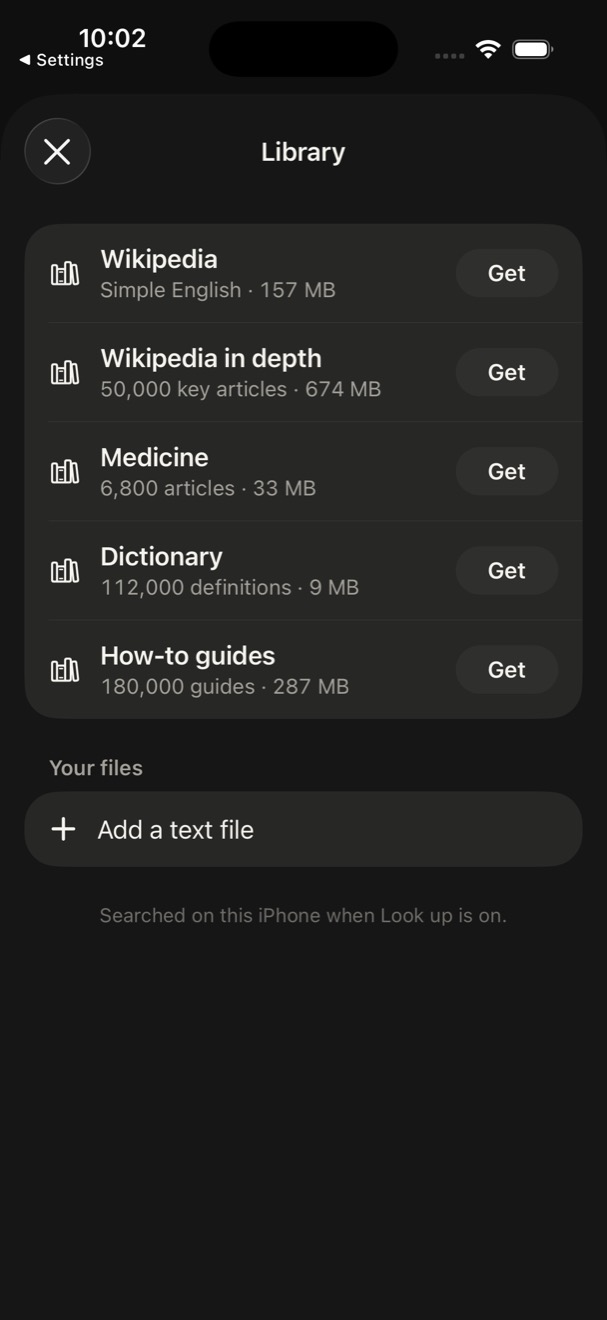 10:02
◀ Settings
Library
Wikipedia
Simple English · 157 MB
Get
Wikipedia in depth
50,000 key articles · 674 MB
Get
Medicine
6,800 articles · 33 MB
Get
Dictionary
112,000 definitions · 9 MB
Get
How-to guides
180,000 guides · 287 MB
Get
Your files
Add a text file
Searched on this iPhone when Look up is on.